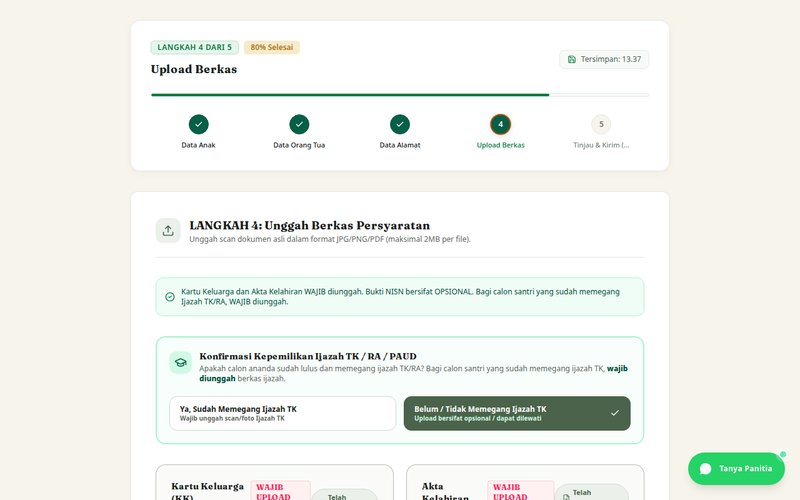 LANGKAH 4 DARI 5
80% Selesai
Upload Berkas
Tersimpan: 13.37
Data Anak
Data Orang Tua
Data Alamat
4
Upload Berkas
5
Tinjau & Kirim (...
LANGKAH 4: Unggah Berkas Persyaratan
Unggah scan dokumen asli dalam format JPG/PNG/PDF (maksimal 2MB per file).
Kartu Keluarga dan Akta Kelahiran WAJIB diunggah. Bukti NISN bersifat OPSIONAL. Bagi calon santri yang sudah memegang
Ijazah TK/RA, WAJIB diunggah.
Konfirmasi Kepemilikan Ijazah TK / RA / PAUD
Apakah calon ananda sudah lulus dan memegang ijazah TK/RA? Bagi calon santri yang sudah memegang ijazah TK, wajib
diunggah berkas ijazah.
Ya, Sudah Memegang Ijazah TK
Wajib unggah scan/foto Ijazah TK
Belum / Tidak Memegang Ijazah TK
Upload bersifat opsional / dapat dilewati
Kartu Keluarga
(KK)
WAJIB
UPLOAD
Telah
Akta
Kelahiran
WAJIB
UPLOAD
Telah
Tanya Panitia